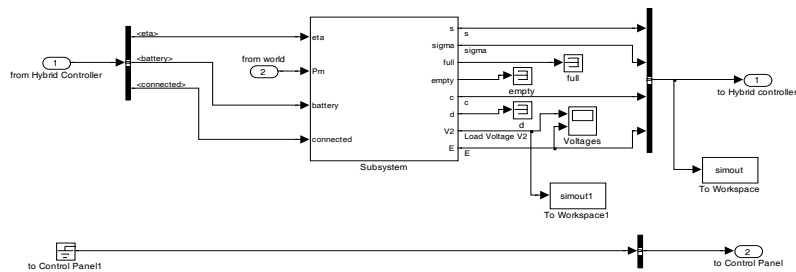 <eta>
<battery>
<connected>
1
from Hybrid Controller
from world
2
eta
Pm
battery
connected
s
sigma
full
empty
c
d
V2
E
Subsystem
s
sigma
full
empty
c
d
Load Voltage V2
E
Voltages
simout1
To Workspace1
1
to Hybrid controller
simout
To Workspace
to Control Panel1
2
to Control Panel